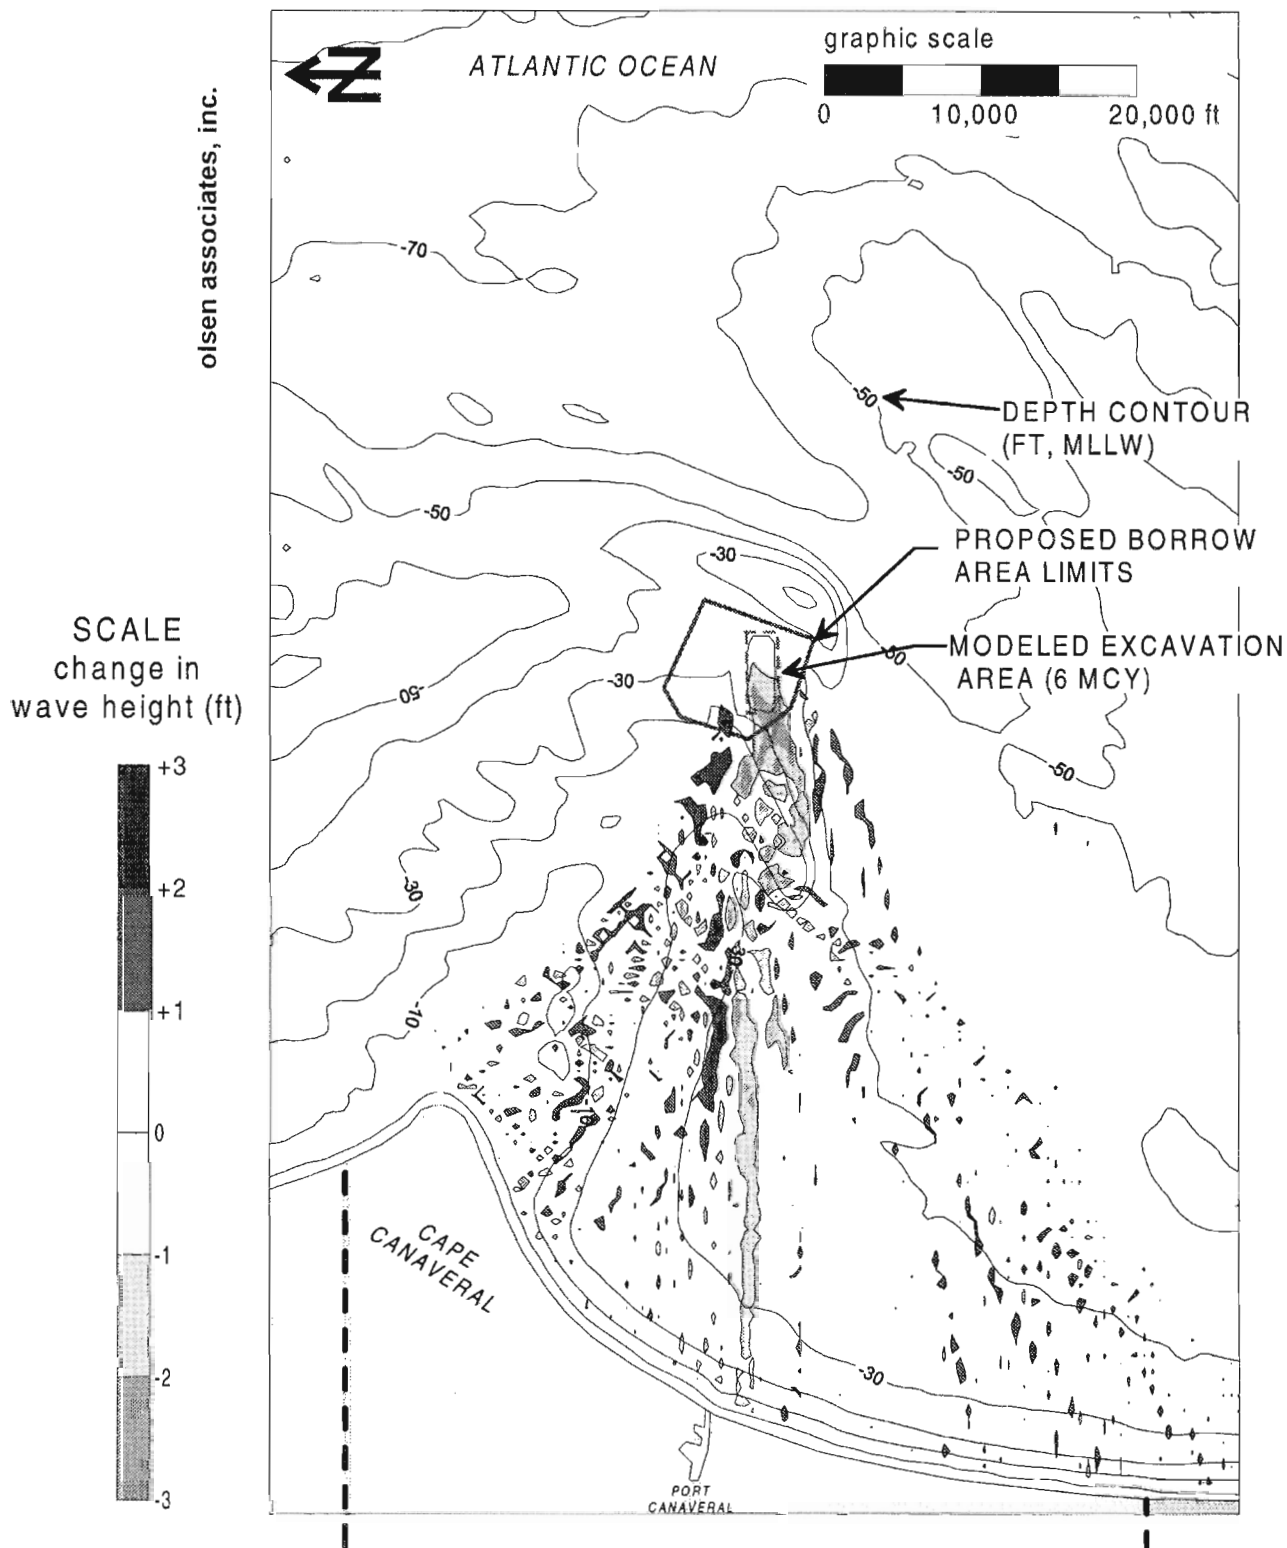 graphic scale
N
ATLANTIC OCEAN
0 10,000 20,000 ft
olsen associates, inc.
-70
-50
DEPTH CONTOUR
(FT, MLLW)
-50
-50
-30
PROPOSED BORROW
AREA LIMITS
SCALE
change in
wave height (ft)
-50
MODELED EXCAVATION
AREA (6 MCY)
-30
-50
-50
+3
+2
+1
0
-1
-2
-3
-30
-30
-10
-10
CAPE
CANAVERAL
-30
PORT
CANAVERAL